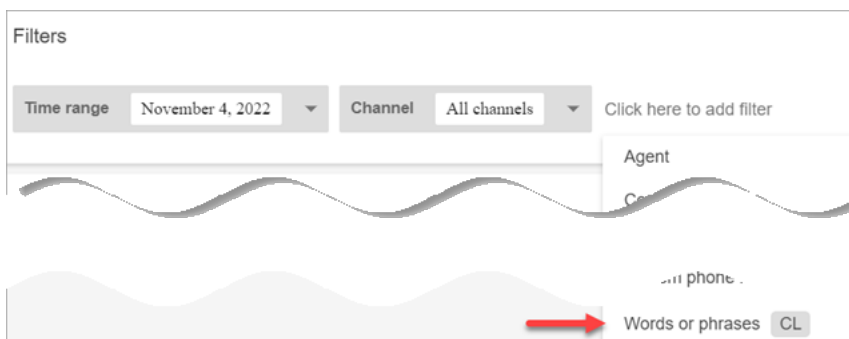 Filters
Time range November 4, 2022 Channel All channels Click here to add filter
Agent
phone
Words or phrases CL